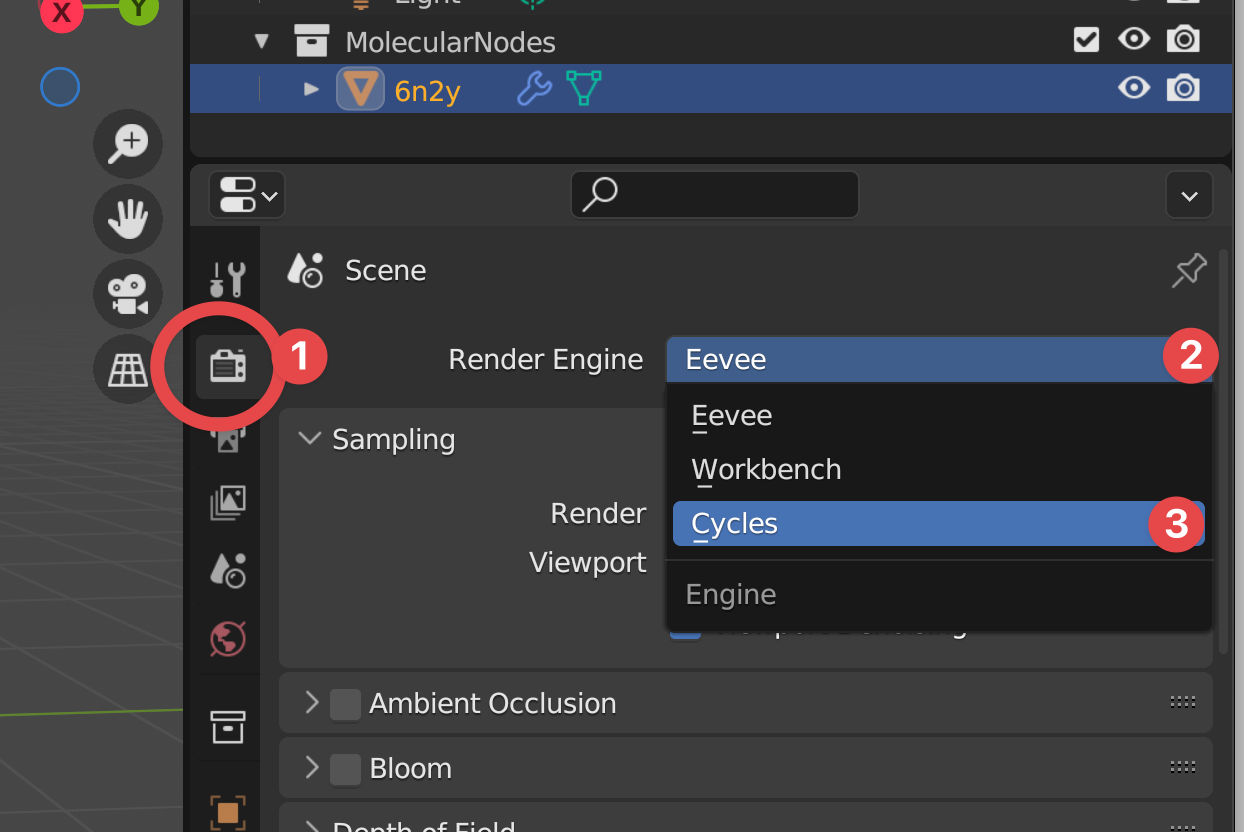 X
Y
Light
MolecularNodes
6n2y
Scene
1
Render Engine
Eevee
2
Eevee
Sampling
Workbench
Render
Cycles
3
Viewport
Engine
Ambient Occlusion
Bloom
Depth of Field